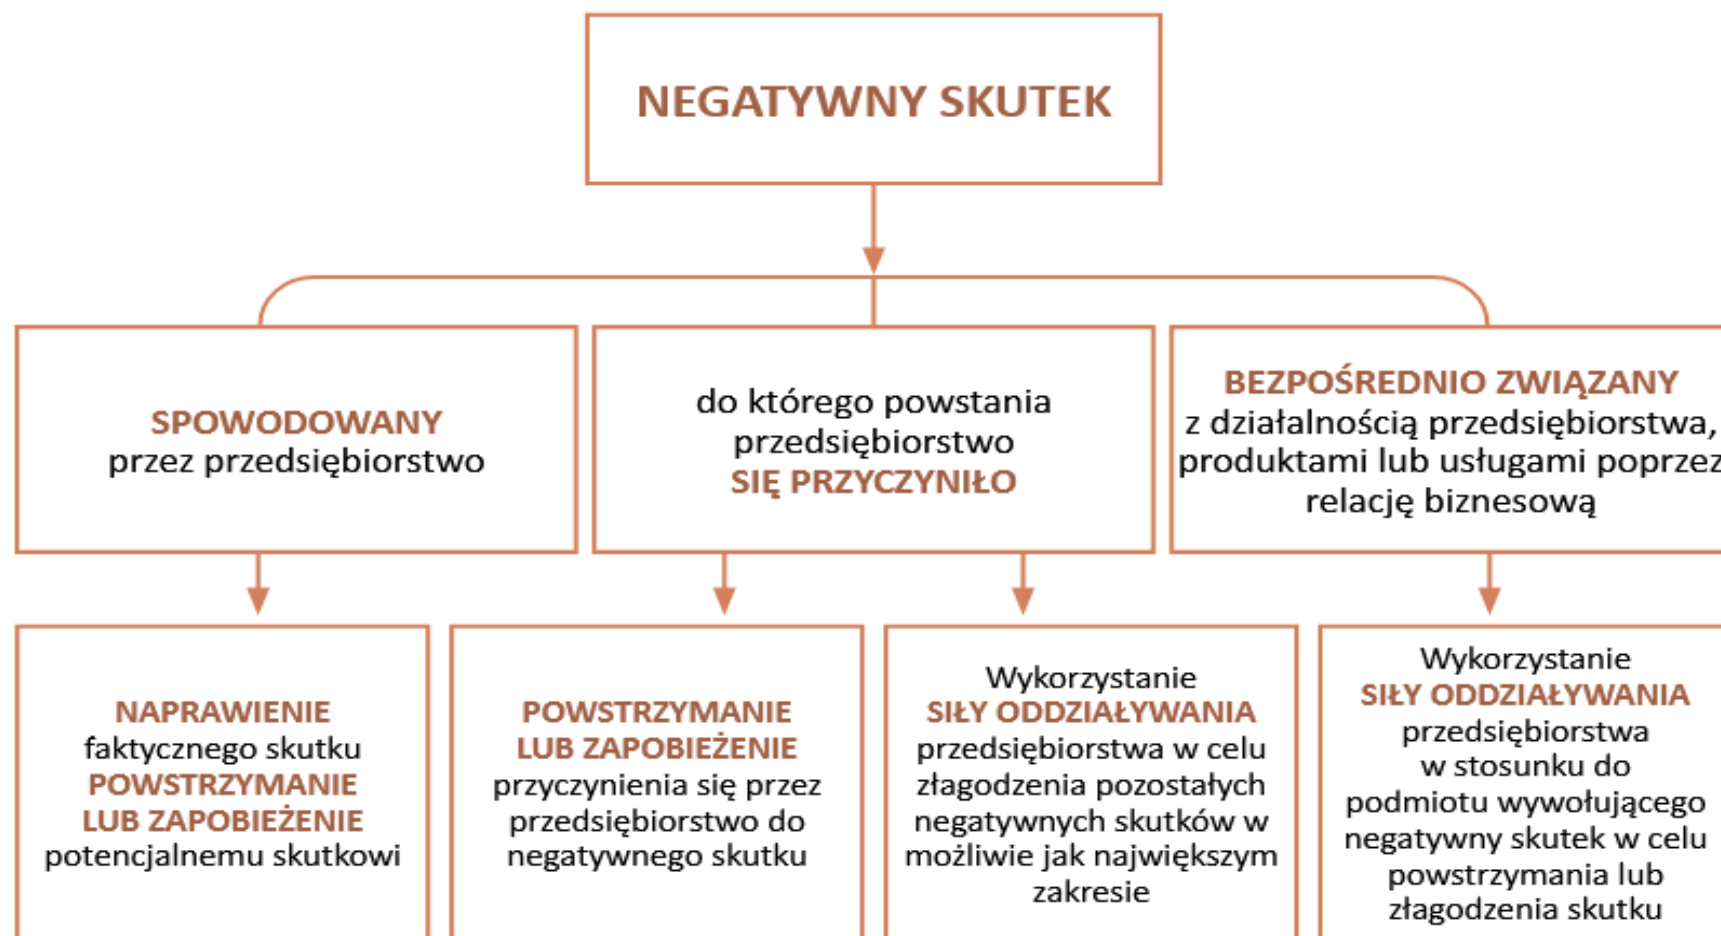 NEGATYWNY SKUTEK
SPOWODOWANY
przez przedsiębiorstwo
do którego powstania
przedsiębiorstwo
SIĘ PRZYCZYNIŁO
BEZPOŚREDNIO ZWIĄZANY
z działalnością przedsiębiorstwa,
produktami lub usługami poprzez
relację biznesową
NAPRAWIENIE
faktycznego skutku
POWSTRZYMANIE
LUB ZAPOBIEŻENIE
potencjalnemu skutkowi
POWSTRZYMANIE
LUB ZAPOBIEŻENIE
przyczynienia się przez
przedsiębiorstwo do
negatywnego skutku
Wykorzystanie
SIŁY ODDZIAŁYWANIA
przedsiębiorstwa w celu
złagodzenia pozostałych
negatywnych skutków w
możliwie jak największym
zakresie
Wykorzystanie
SIŁY ODDZIAŁYWANIA
przedsiębiorstwa
w stosunku do
podmiotu wywołującego
negatywny skutek w celu
powstrzymania lub
złagodzenia skutku